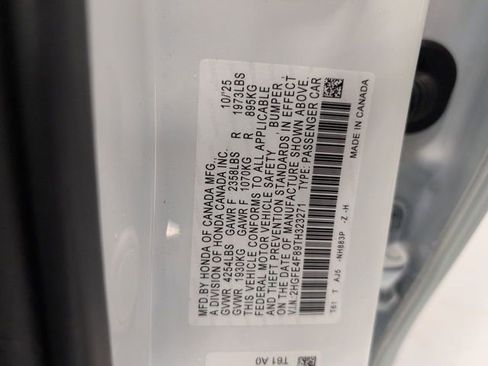 MFD.BY HONDA OF CANADA MFG. 10/25
A DIVISION OF HONDA CANADA INC.
GVWR 4254LBS GAWR F 2358LBS R 1973LBS
GVWR 1930KG GAWR F 1070KG R 895KG
THIS VEHICLE CONFORMS TO ALL APPLICABLE
FEDERAL MOTOR VEHICLE SAFETY , BUMPER ,
AND THEFT PREVENTION STANDARDS IN EFFECT
ON THE DATE OF MANUFACTURE SHOWN ABOVE.
V.I.N.:2HGFE4F89TH323271 TYPE: PASSENGER CAR
T61 T AJ5 -NH883P -Z -H
MADE IN CANADA
T61A0